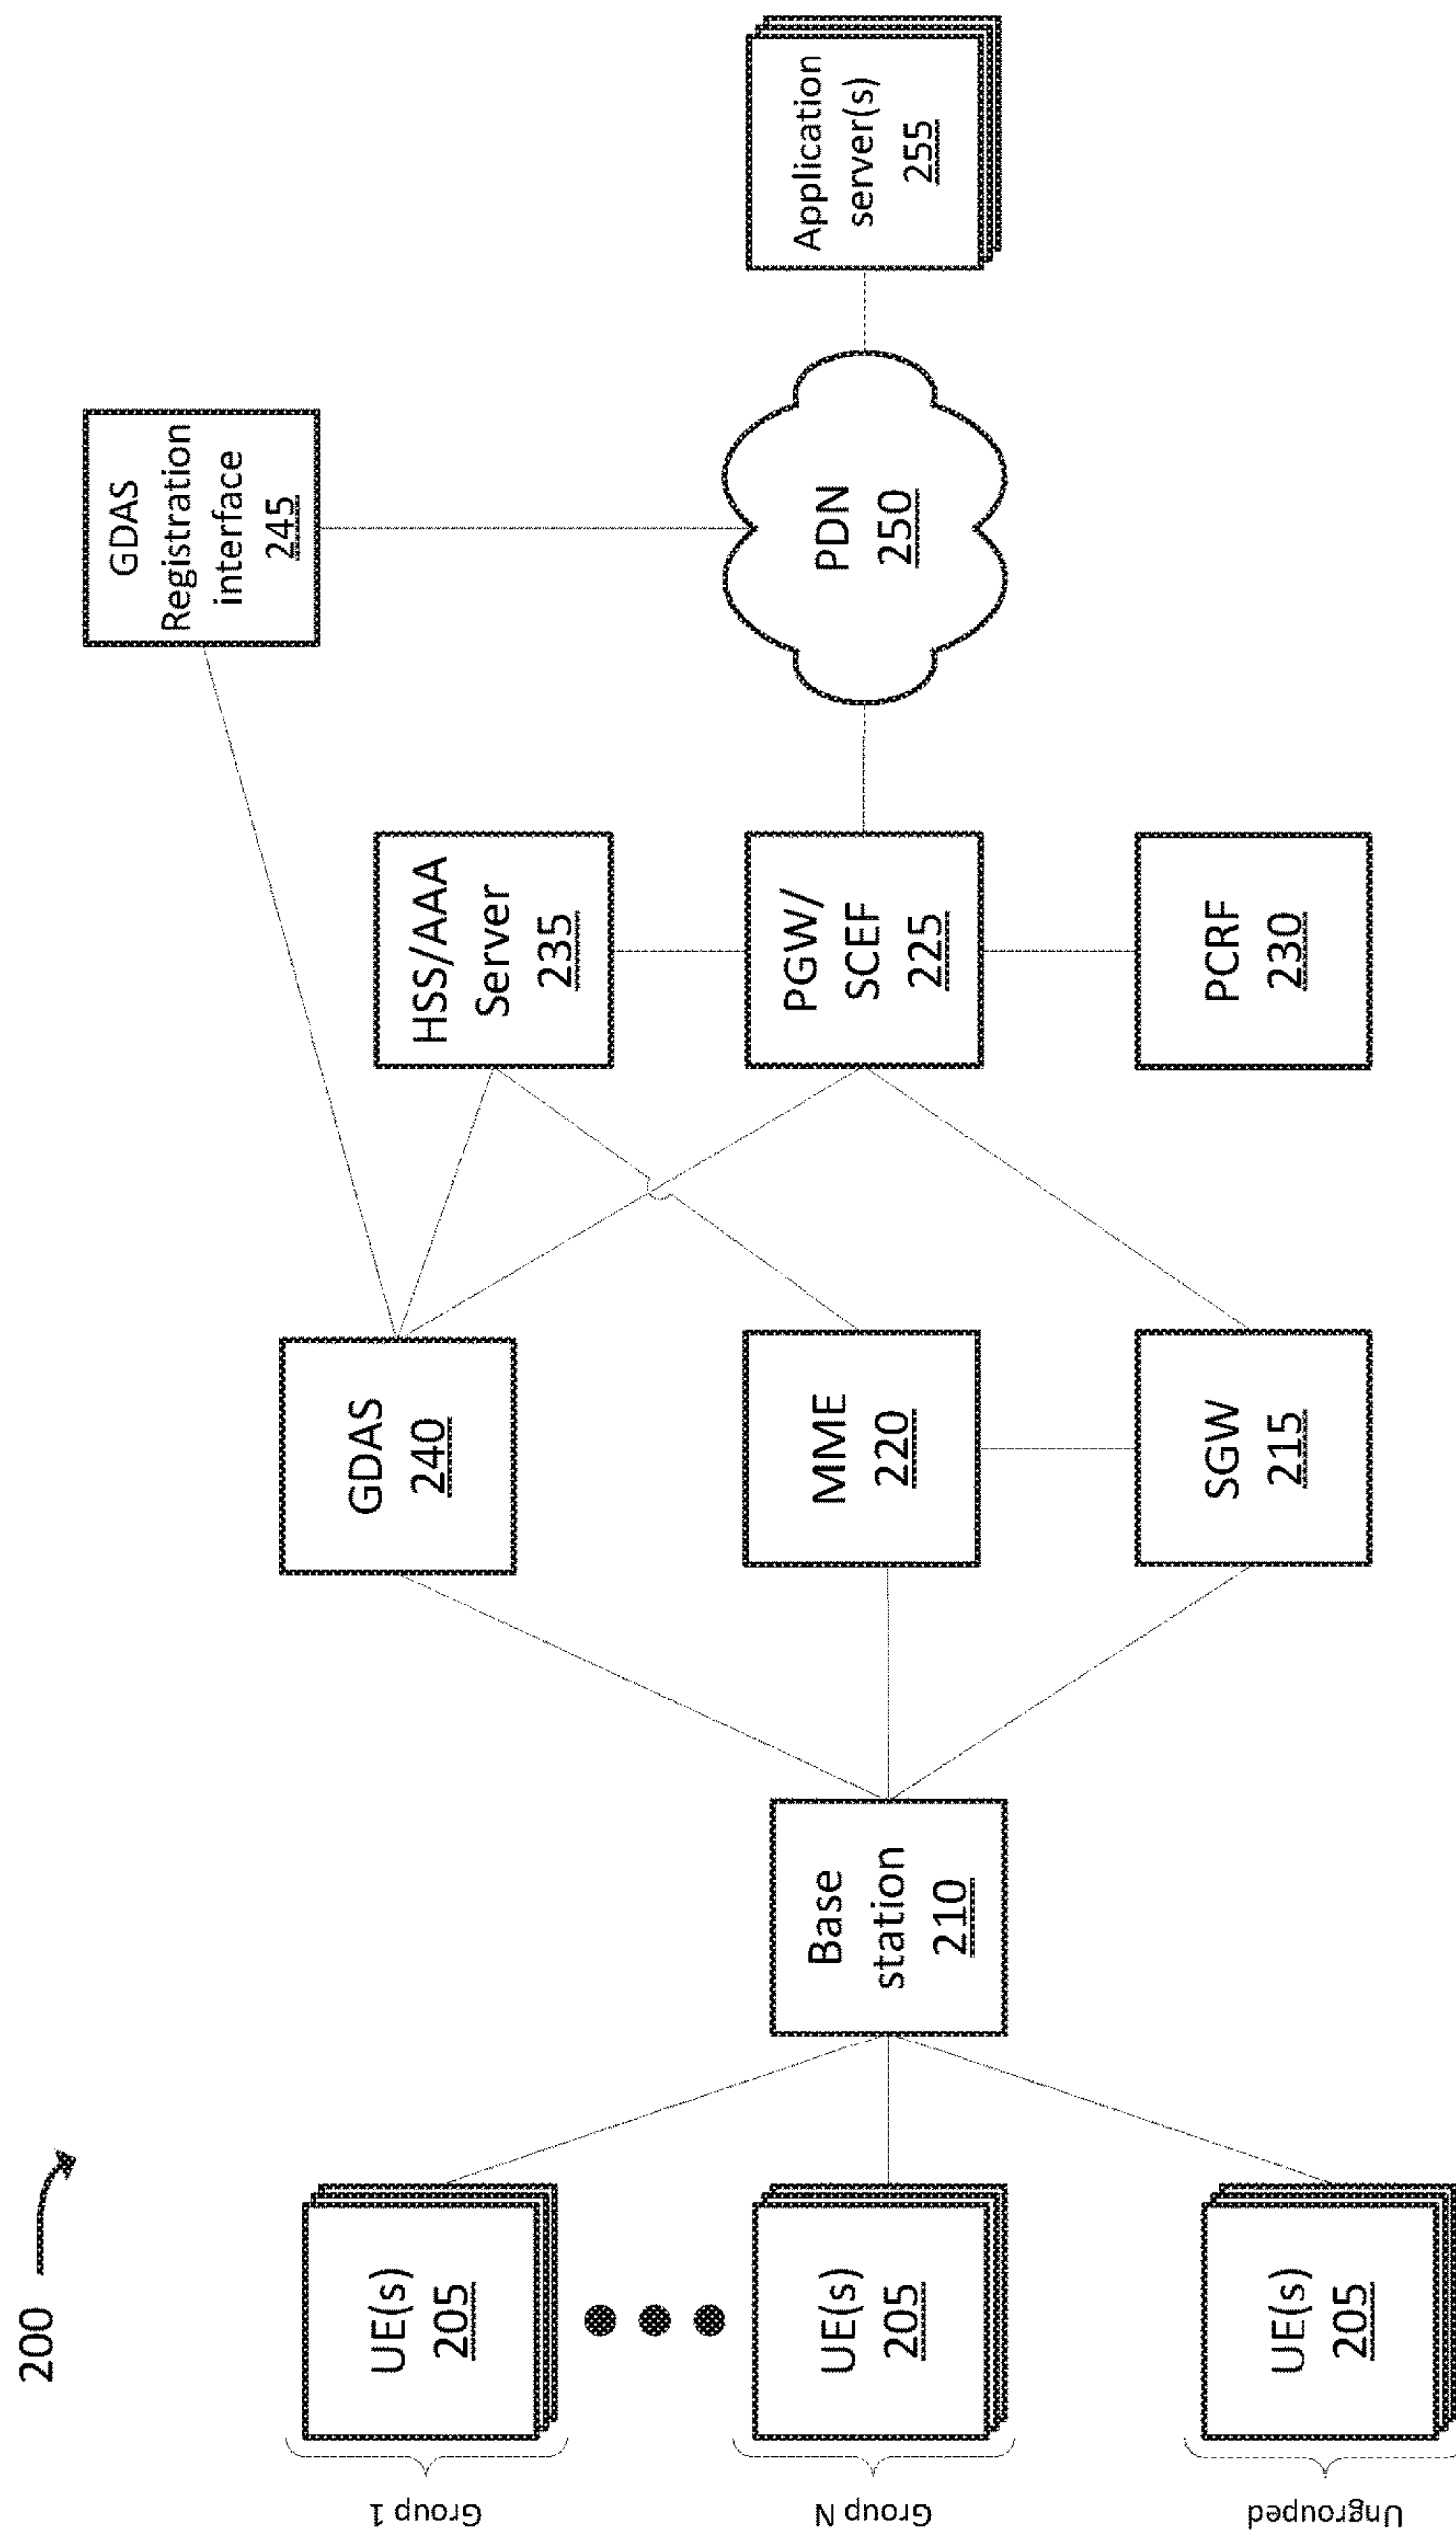 200
Group 1
UE(s)
205
Group N
UE(s)
205
Ungrouped
UE(s)
205
Base
station
210
GDAS
240
MME
220
SGW
215
HSS/AAA
Server
235
PGW/
SCEF
225
PCRF
230
GDAS
Registration
interface
245
PDN
250
Application
server(s)
255